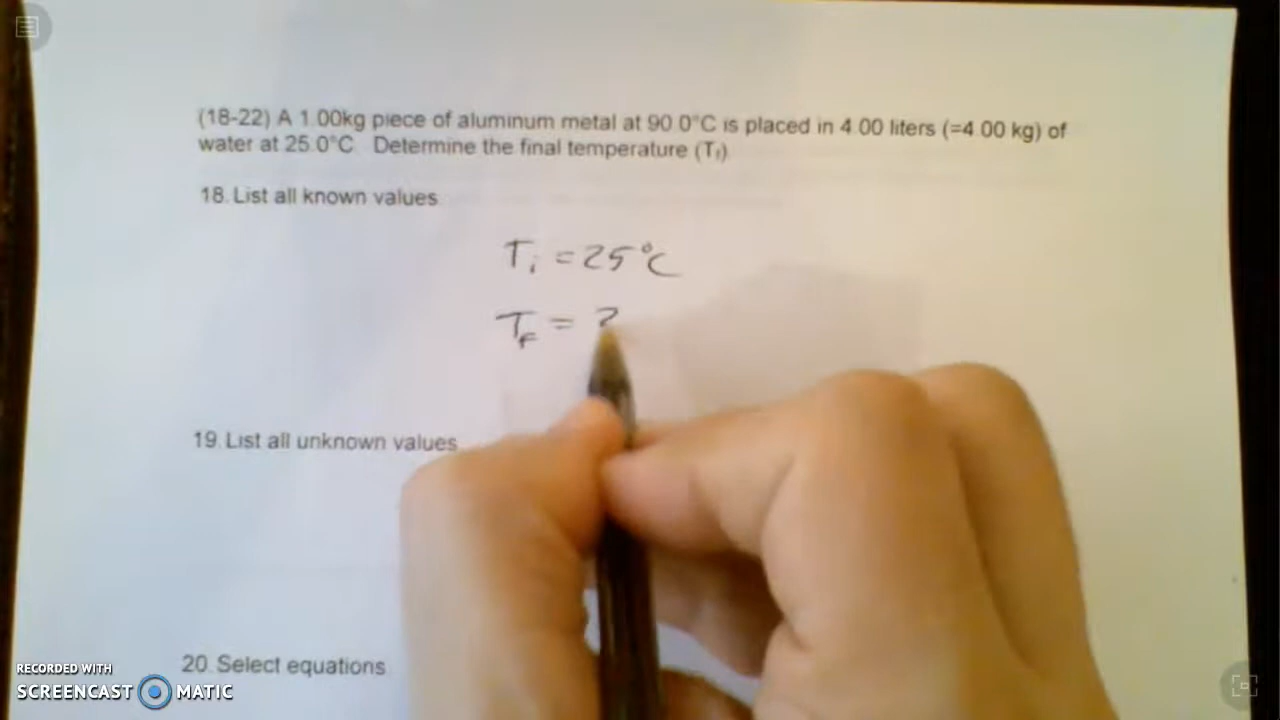 (18-22) A 1.00kg piece of aluminum metal at 90.0°C is placed in 4.00 liters (=4.00 kg) of
water at 25.0°C. Determine the final temperature (Tf).
18. List all known values.
Ti = 25°C
TF = ?
19. List all unknown values.
20. Select equations
RECORDED WITH
SCREENCAST MATIC